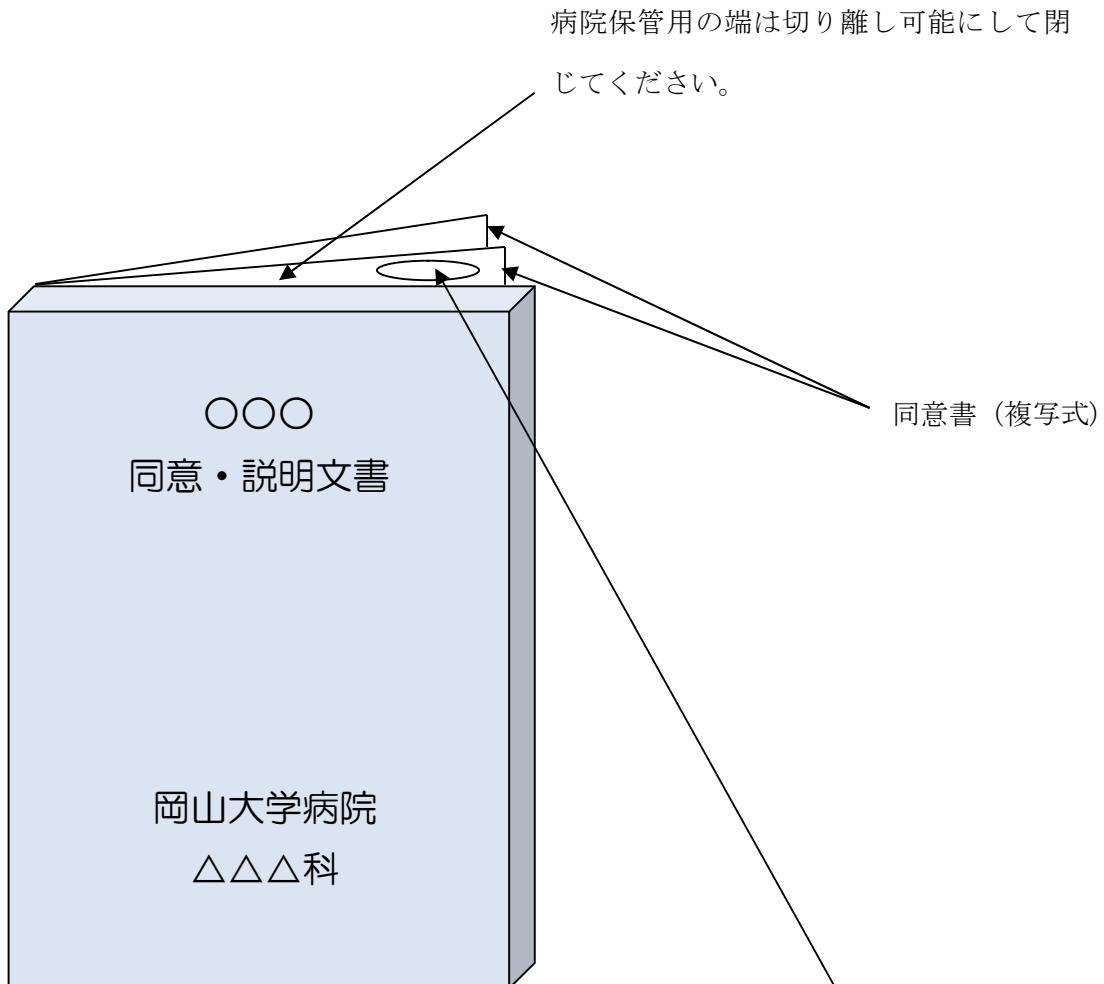 病院保管用の端は切り離し可能にして閉
じてください。
同意書（複写式）
○○○
同意・説明文書
岡山大学病院
△△△科